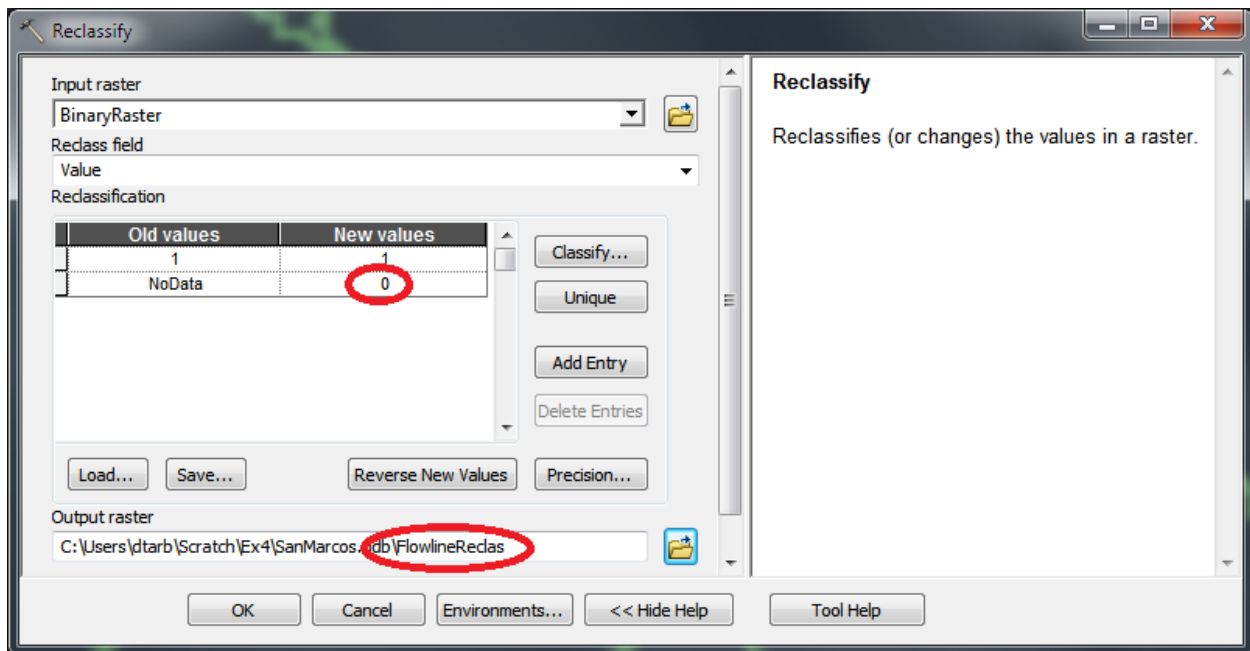 Reclassify
Input raster
BinaryRaster
Reclass field
Value
Reclassification
Old values New values
1 1
NoData 0
Classify...
Unique
Add Entry
Delete Entries
Load... Save... Reverse New Values Precision...
Output raster
C:\Users\dtarb\Scratch\Ex4\SanMarcos.gdb\FlowlineReclas
OK Cancel Environments... << Hide Help Tool Help
Reclassify
Reclassifies (or changes) the values in a raster.